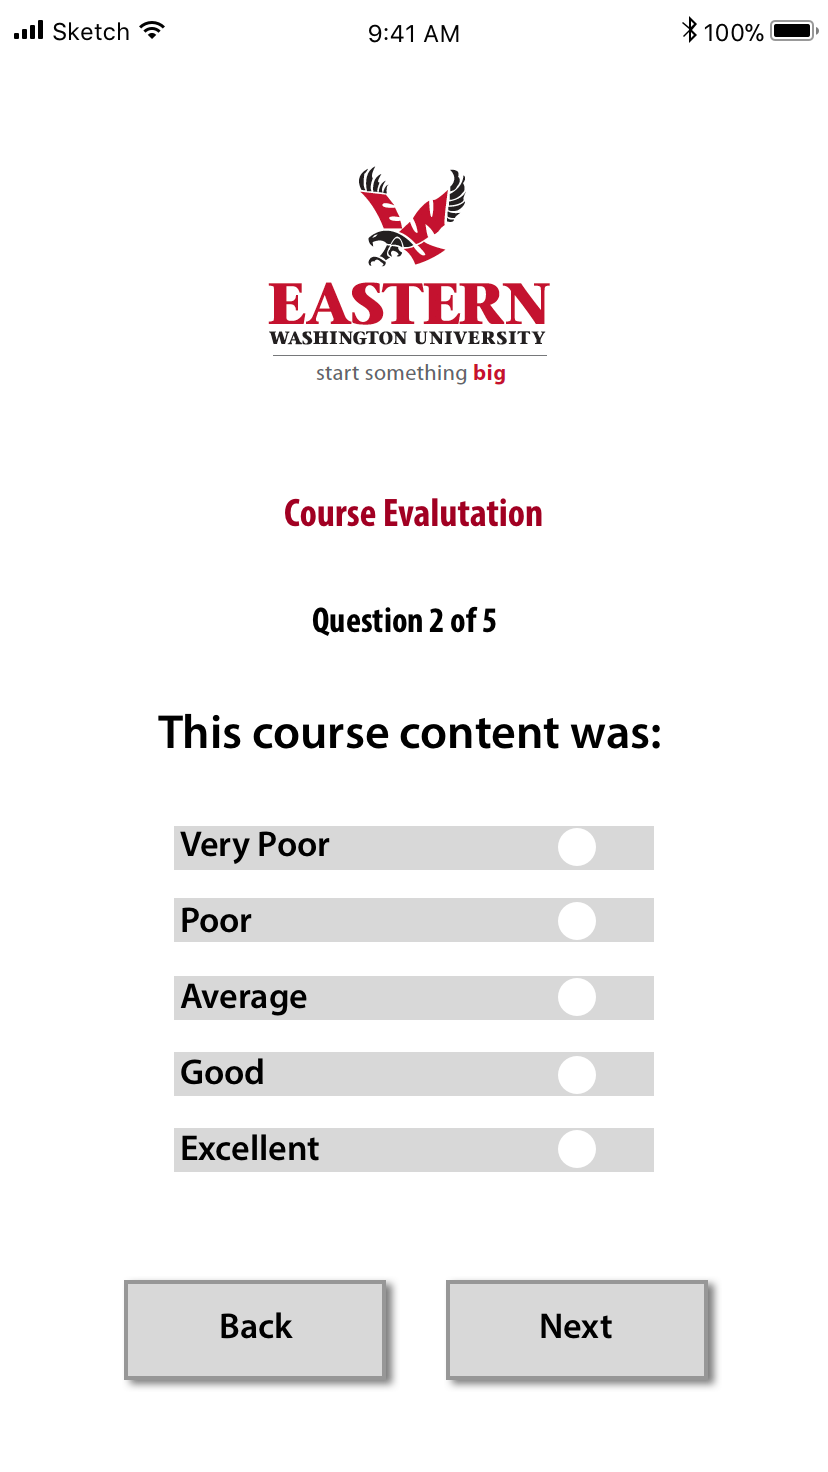 Sketch 9:41 AM 100%
EW
EASTERN
WASHINGTON UNIVERSITY
start something big
Course Evalutation
Question 2 of 5
This course content was:
Very Poor
Poor
Average
Good
Excellent
Back Next